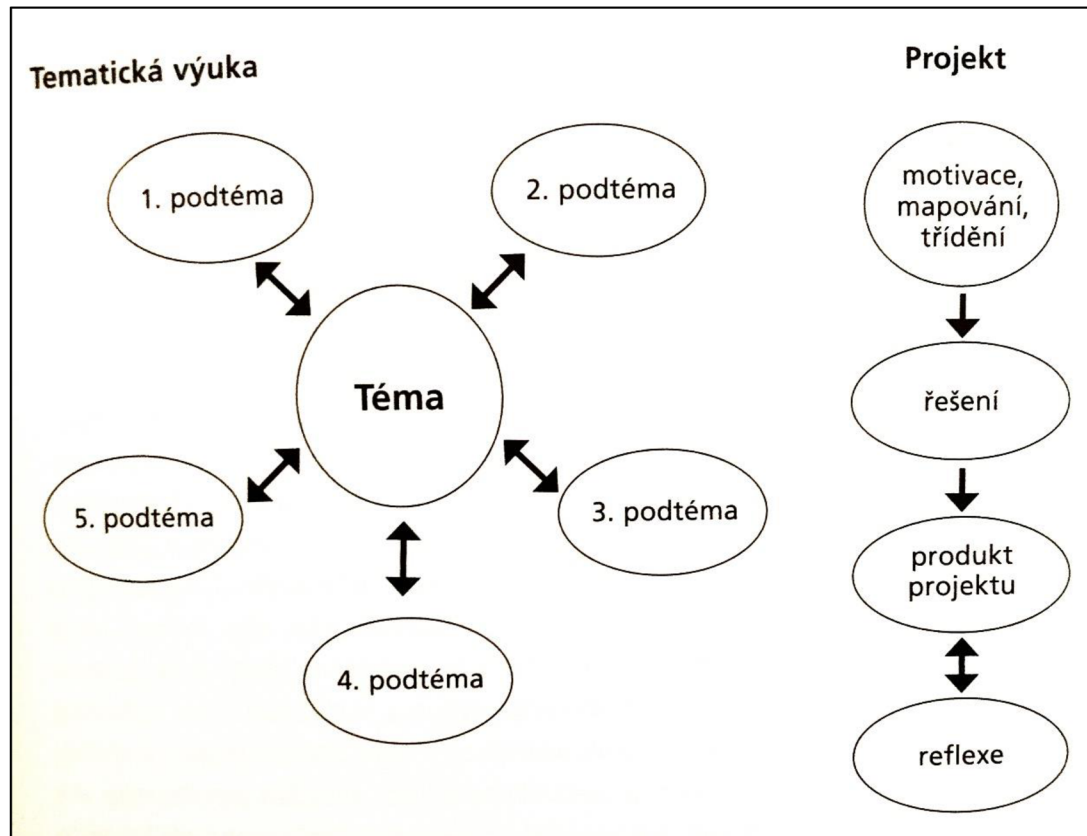 Tematická výuka
1. podtéma
2. podtéma
Téma
5. podtéma
3. podtéma
4. podtéma
Projekt
motivace,
mapování,
třídění
řešení
produkt
projektu
reflexe